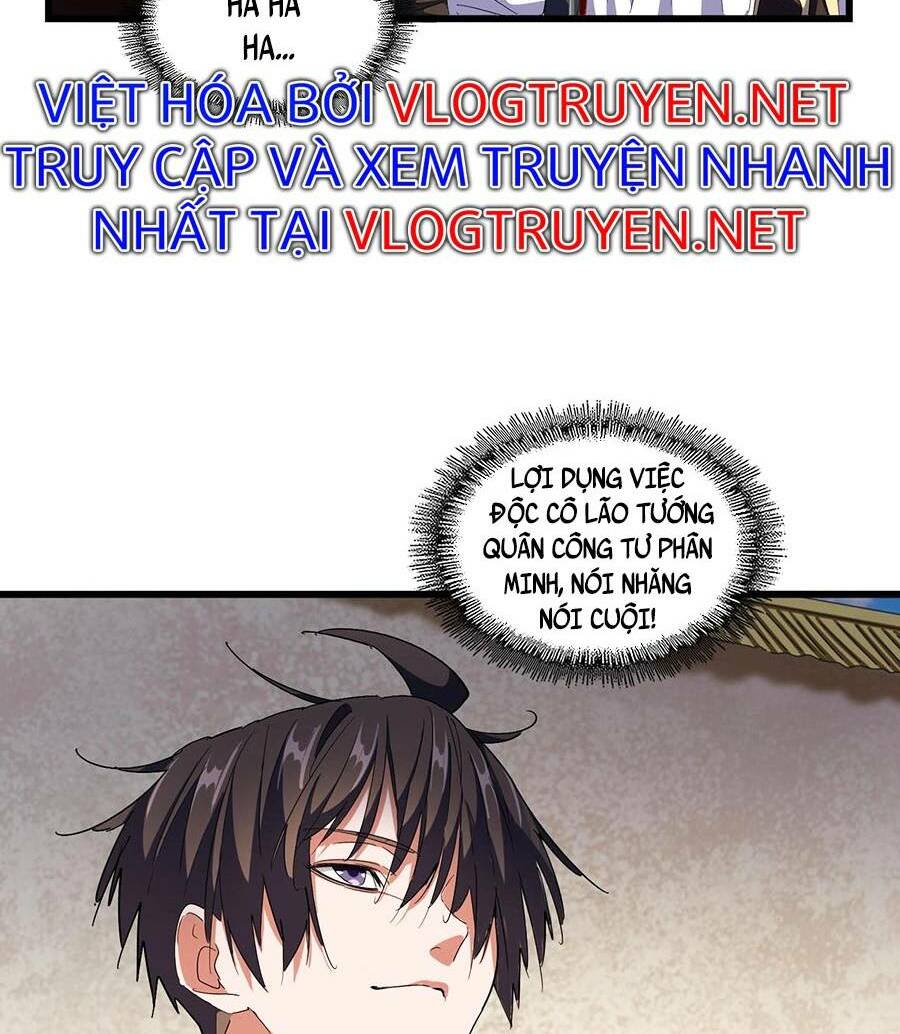 HA HA
HA...
VIỆT HÓA BỞI VLOGTRUYEN.NET
TRUY CẬP VÀ XEM TRUYỆN NHANH
NHẤT TẠI VLOGTRUYEN.NET
LỢI DỤNG VIỆC
ĐỘC CÔ LÃO TƯỚNG
QUÂN CÔNG TƯ PHÂN
MINH, NÓI NHĂNG
NÓI CUỘI!